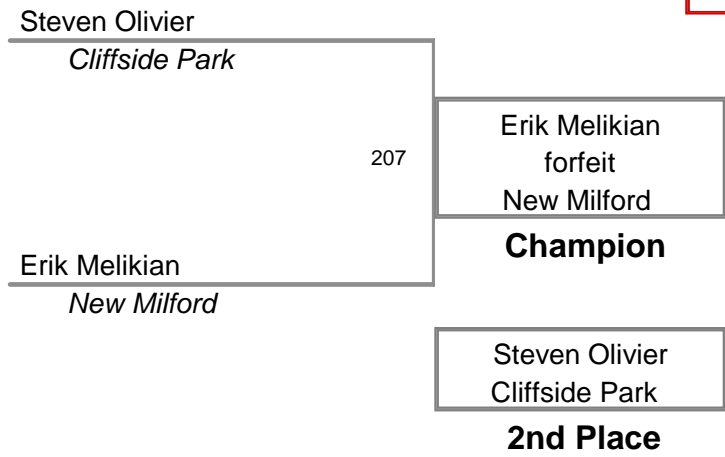 Steven Olivier
Cliffside Park
207
Erik Melikian
forfeit
New Milford
Champion
Erik Melikian
New Milford
Steven Olivier
Cliffside Park
2nd Place